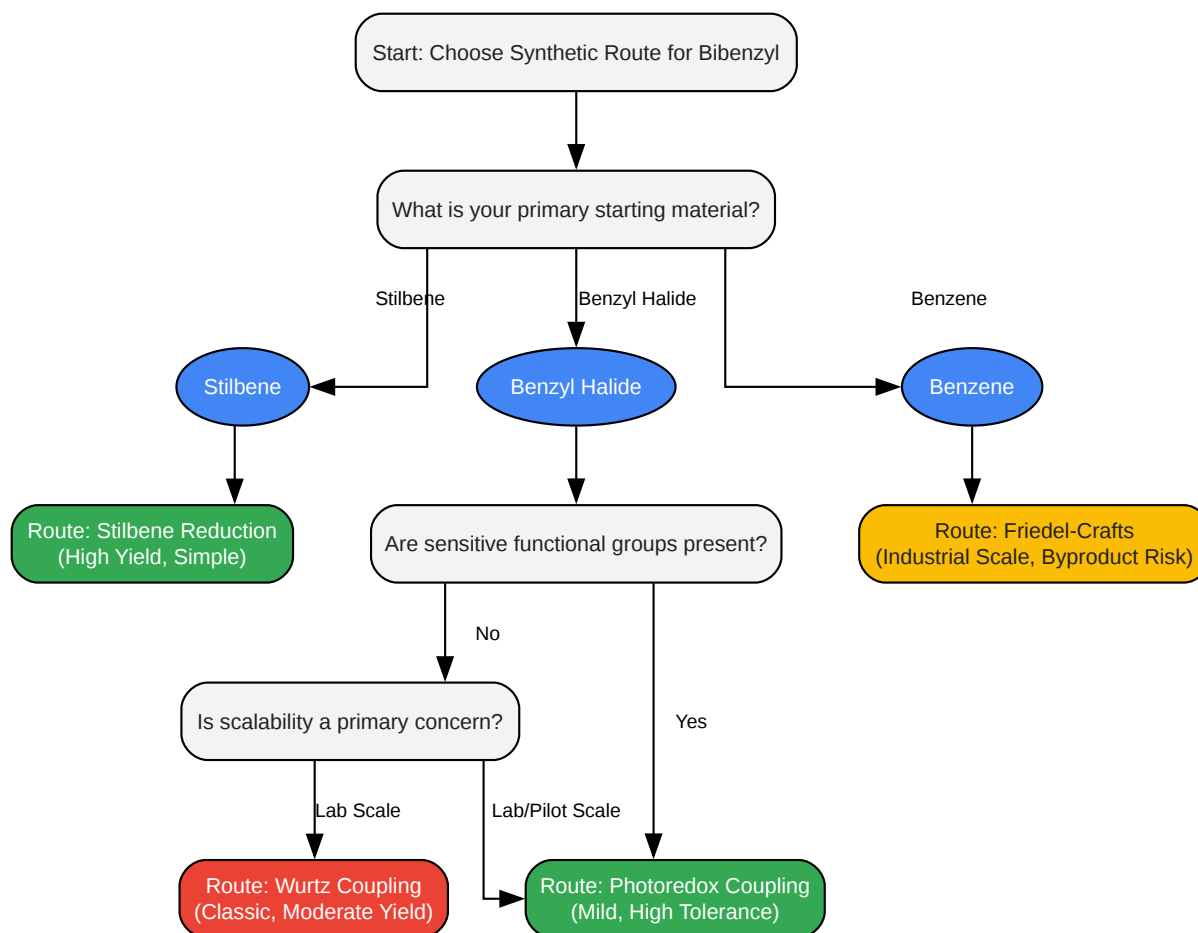 Start: Choose Synthetic Route for Bibenzyl
What is your primary starting material?
Stilbene
Benzyl Halide
Benzene
Stilbene
Benzyl Halide
Benzene
Route: Stilbene Reduction
(High Yield, Simple)
Are sensitive functional groups present?
Route: Friedel-Crafts
(Industrial Scale, Byproduct Risk)
No
Is scalability a primary concern?
Yes
Lab Scale
Lab/Pilot Scale
Route: Wurtz Coupling
(Classic, Moderate Yield)
Route: Photoredox Coupling
(Mild, High Tolerance)